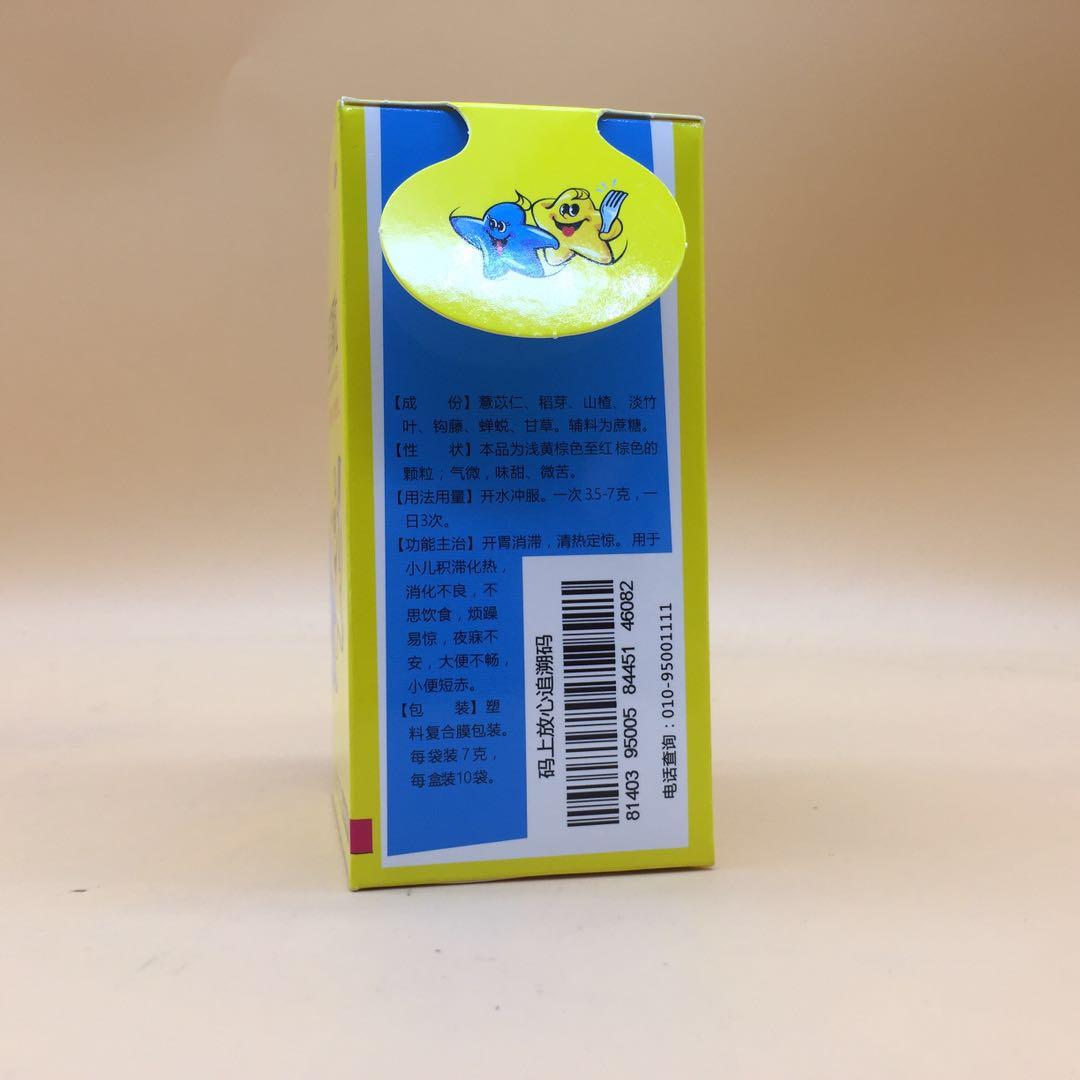 【成 份】薏苡仁、稻芽、山楂、淡竹
叶、钩藤、蝉蜕、甘草。辅料为蔗糖。
【性 状】本品为浅黄棕色至红棕色的
颗粒；气微，味甜、微苦。
【用法用量】开水冲服。一次3.5-7克，一
日3次。
【功能主治】开胃消滞，清热定惊。用于
小儿积滞化热，
消化不良，不
思饮食，烦躁
易惊，夜寐不
安，大便不畅，
小便短赤。
【包 装】塑
料复合膜包装。
每袋装7克，
每盒装10袋。
码上放心追溯码
81403 95005 84451 46082
电话查询：010-95001111